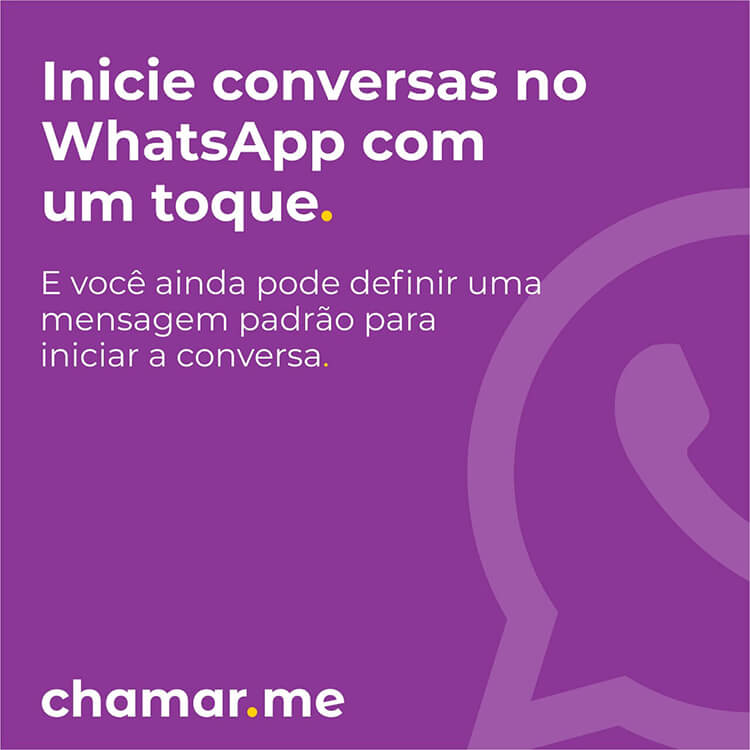 Inicie conversas no
WhatsApp com
um toque.
E você ainda pode definir uma
mensagem padrão para
iniciar a conversa.
chamar.me